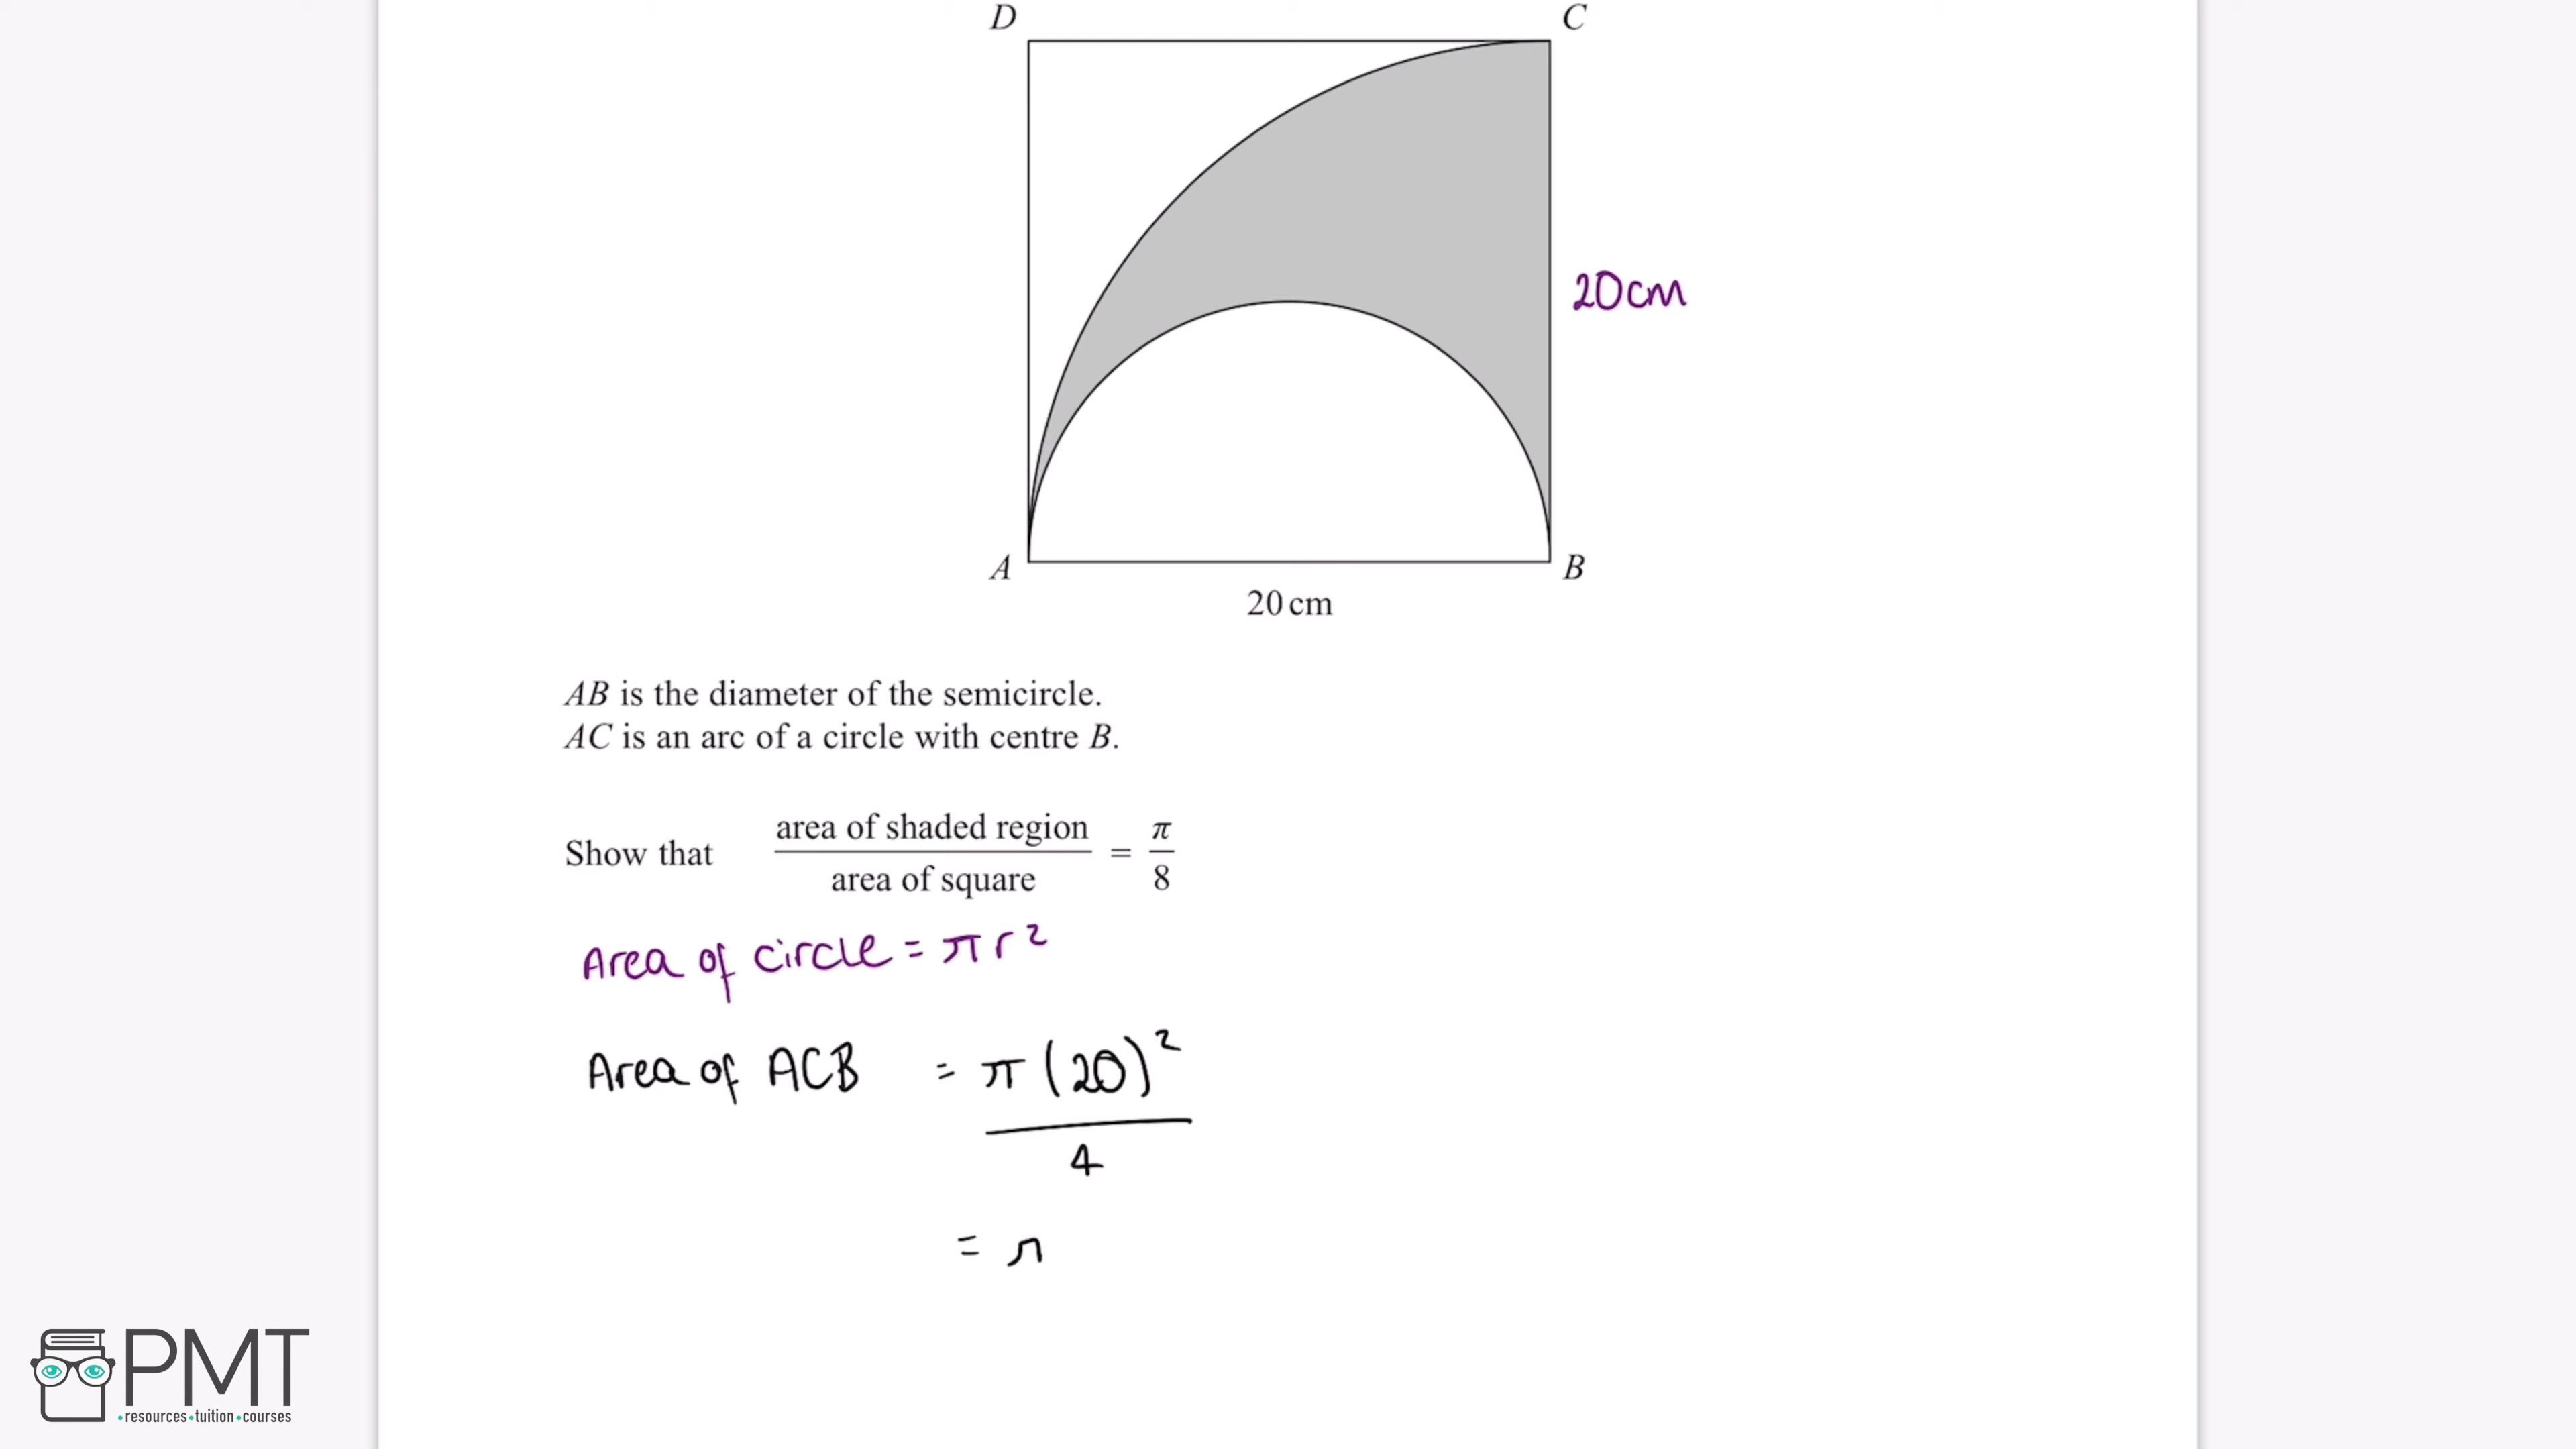 D
C
20cm
A
B
20 cm
AB is the diameter of the semicircle.
AC is an arc of a circle with centre B.
Show that area of shaded region / area of square = π / 8
Area of circle = πr²
Area of ACB = π(20)² / 4
= π
PMT
•resources•tuition•courses